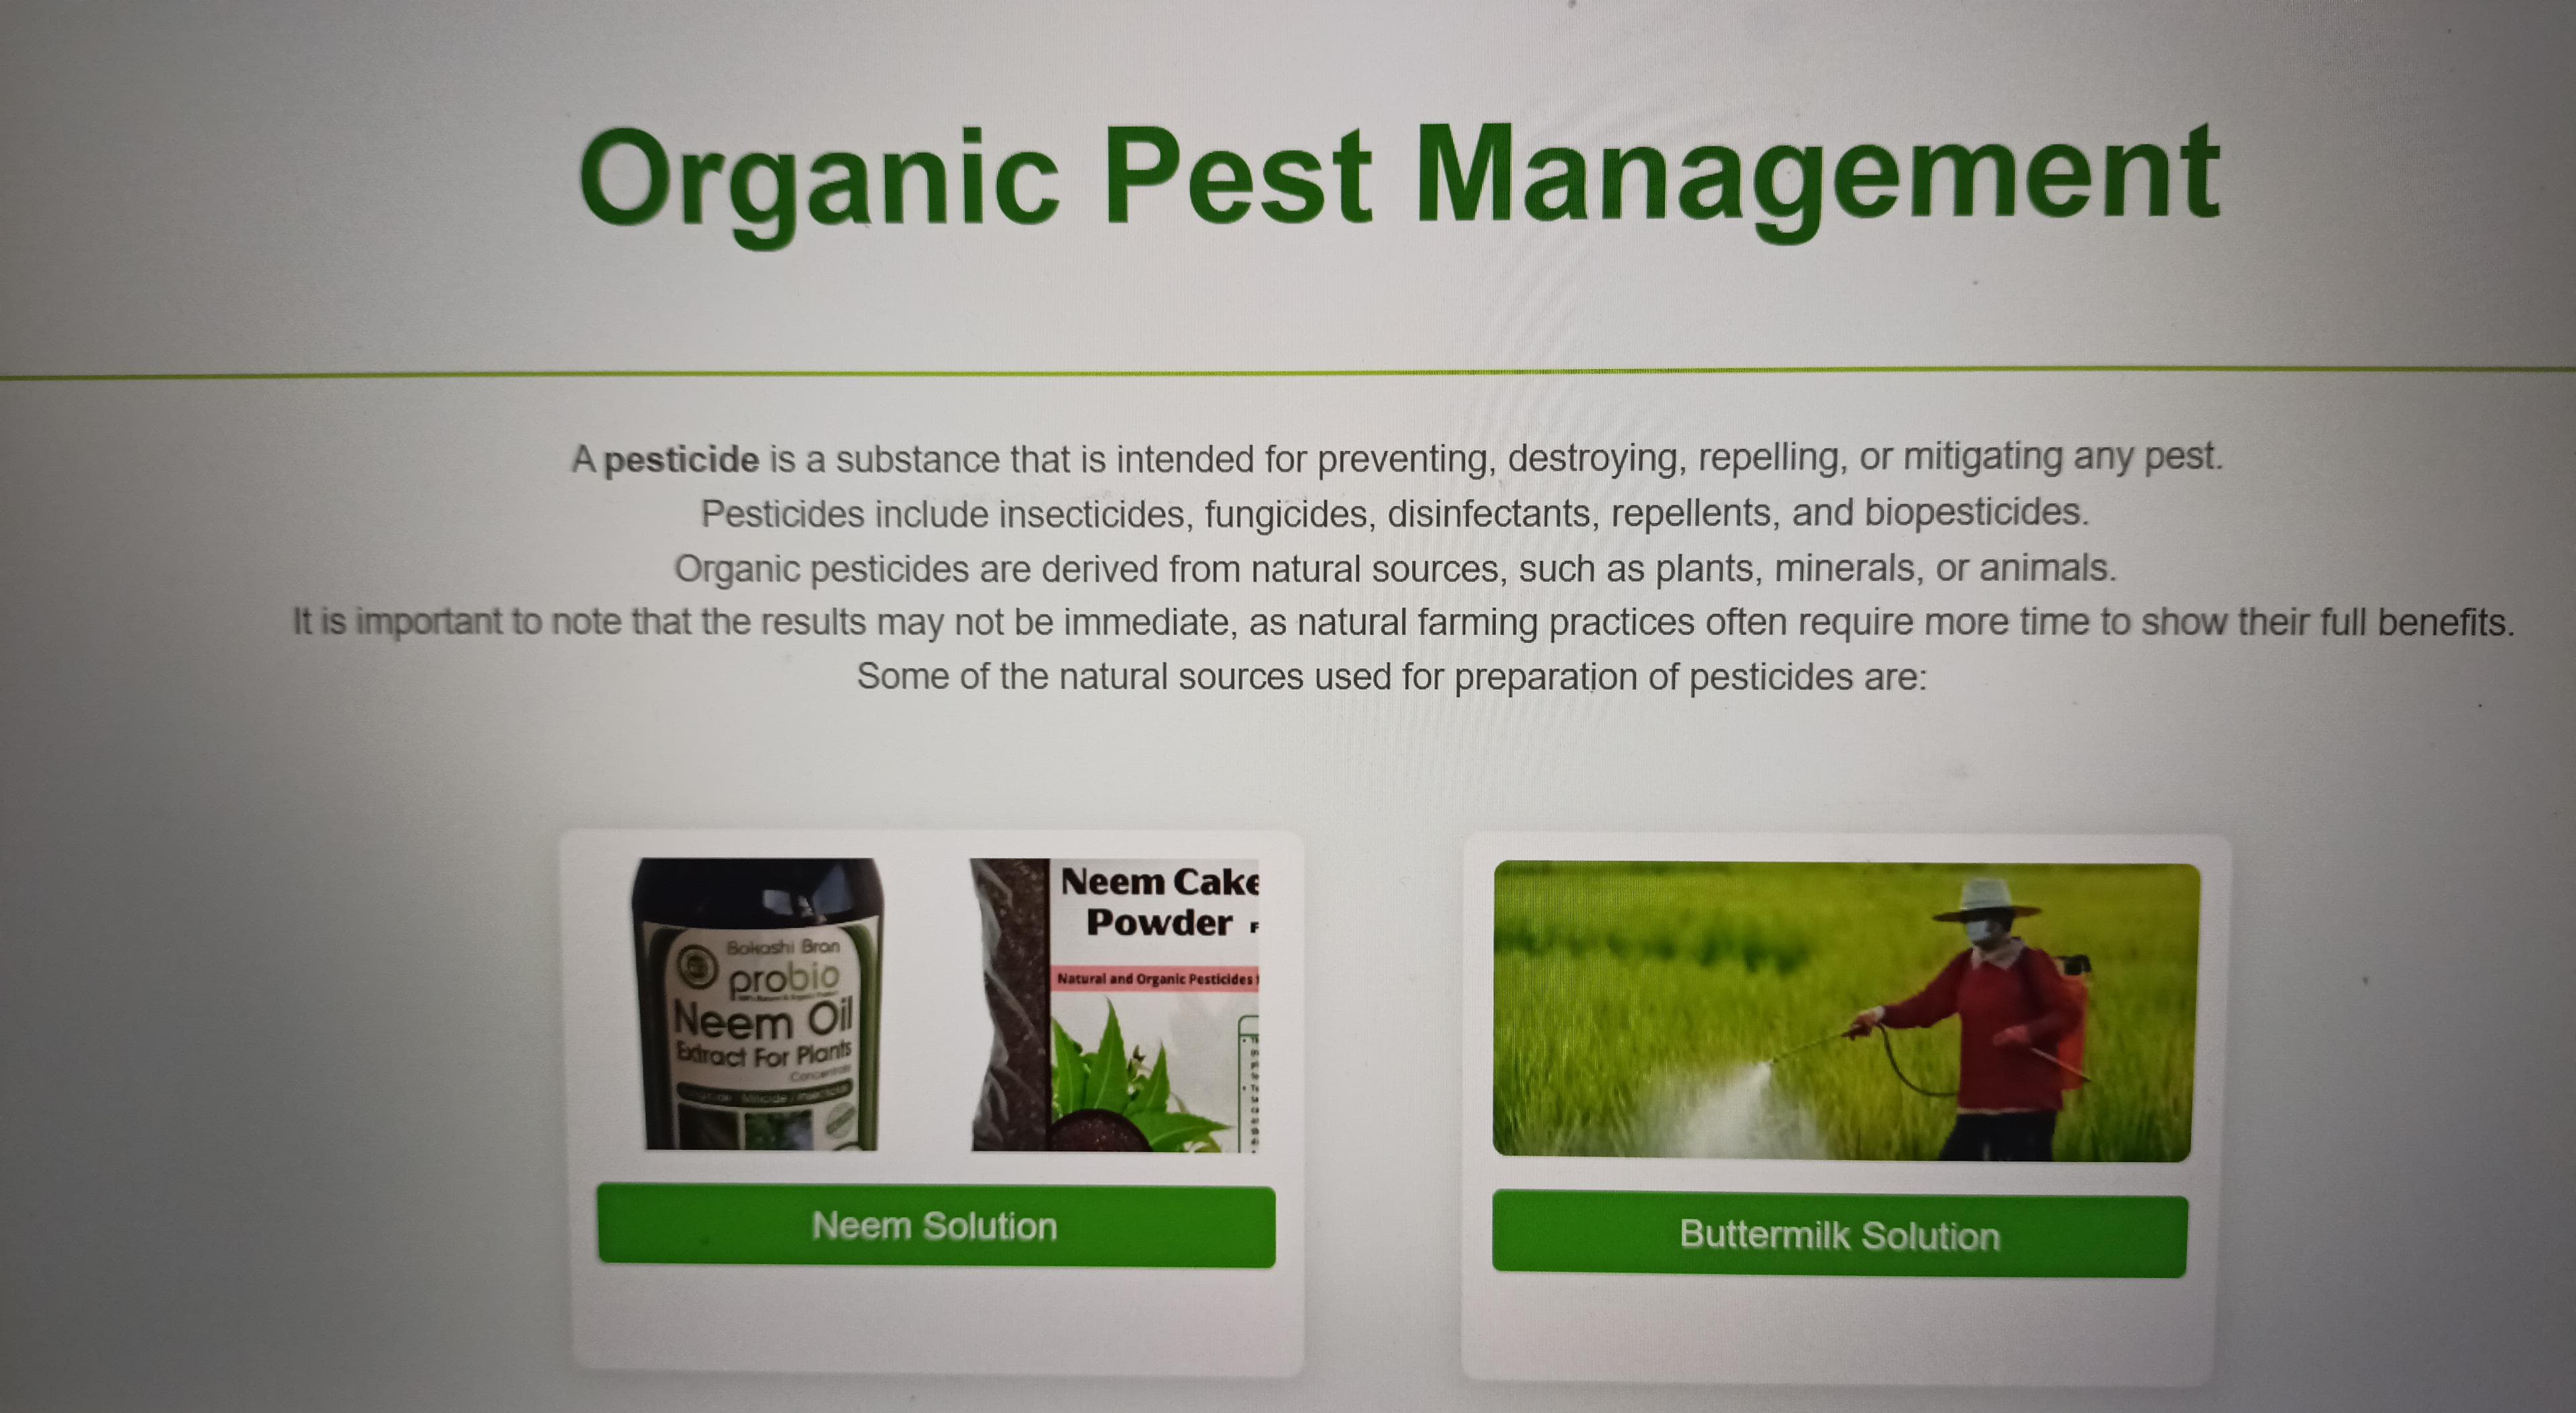 Organic Pest Management
A pesticide is a substance that is intended for preventing, destroying, repelling, or mitigating any pest.
Pesticides include insecticides, fungicides, disinfectants, repellents, and biopesticides.
Organic pesticides are derived from natural sources, such as plants, minerals, or animals.
It is important to note that the results may not be immediate, as natural farming practices often require more time to show their full benefits.
Some of the natural sources used for preparation of pesticides are:
Bokashi Bran
probio
Neem Oil
Extract For Plants
Neem Cake
Powder
Natural and Organic Pesticides
Neem Solution
Buttermilk Solution